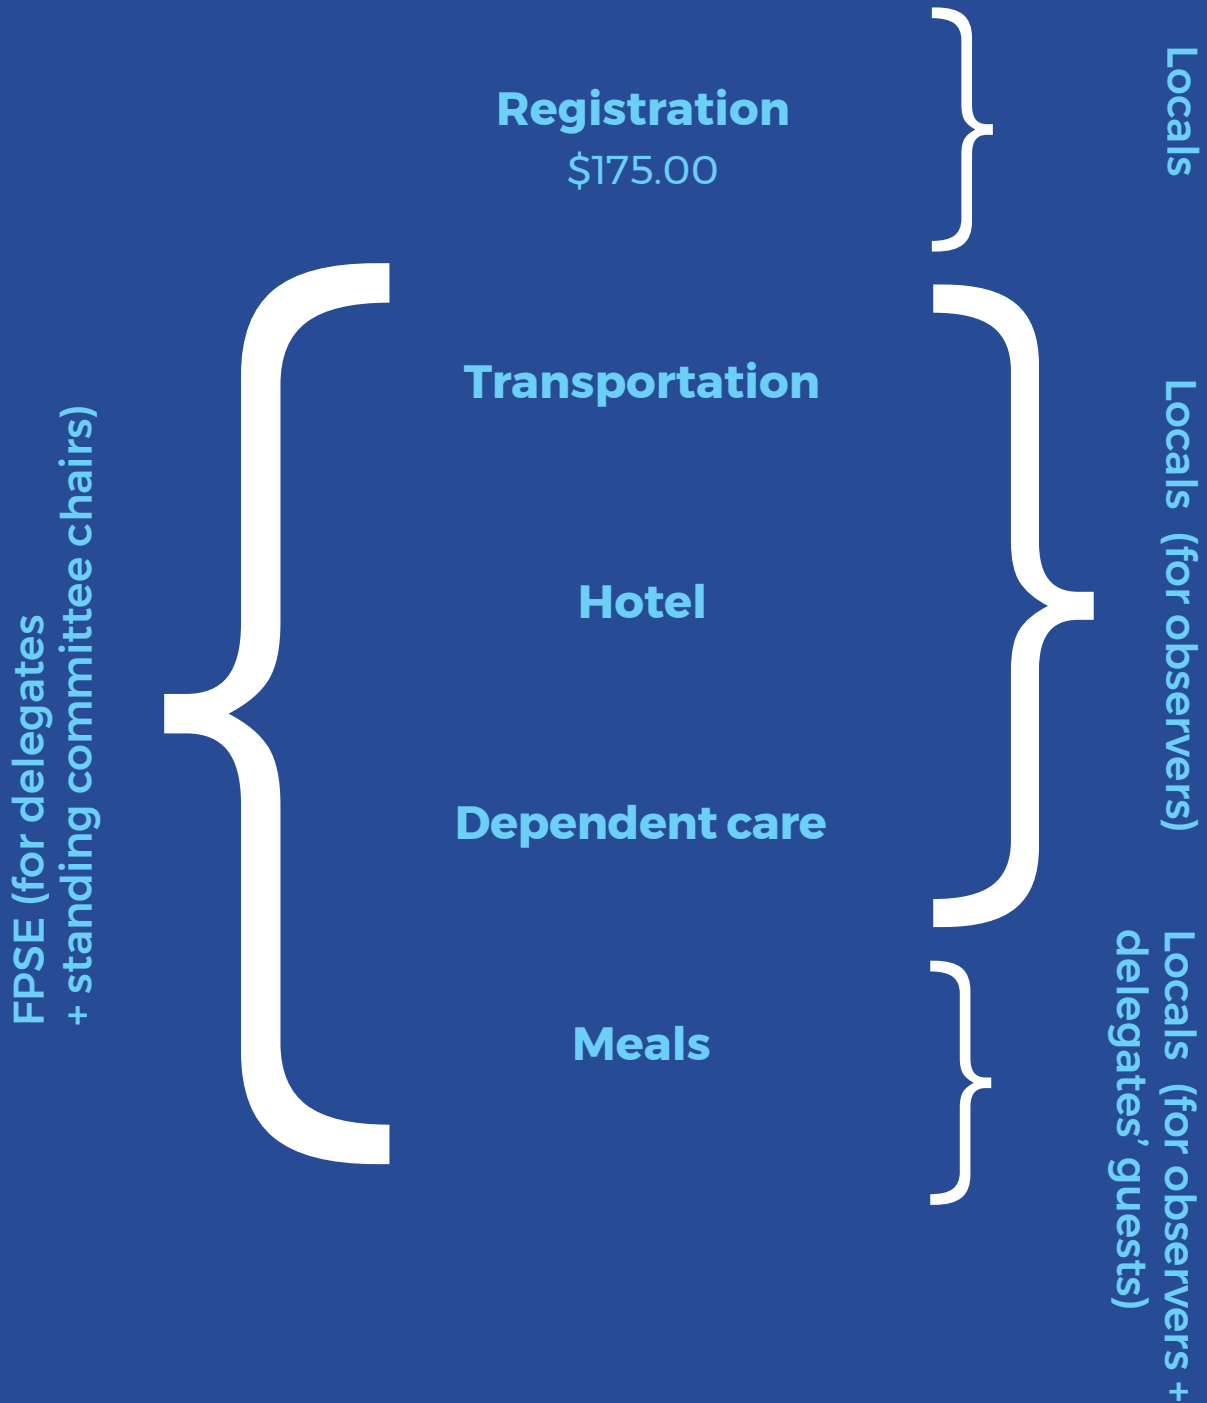 Registration
$175.00
Locals
Transportation
Hotel
Dependent care
Locals (for observers)
FPSE (for delegates
+ standing committee chairs)
Meals
Locals (for observers +
delegates’ guests)